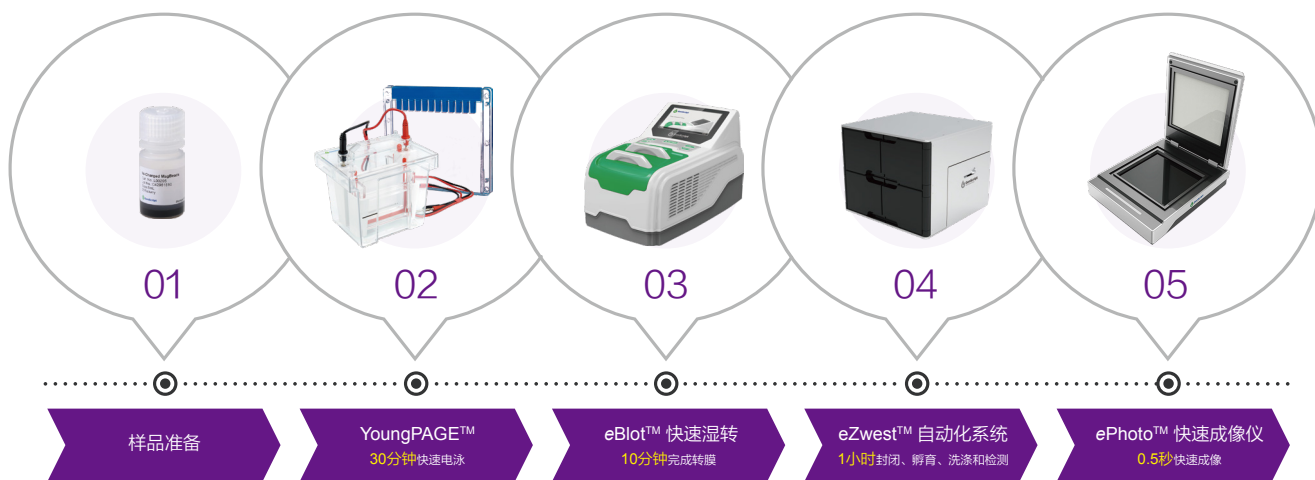 01
02
03
04
05
样品准备
YoungPAGE™
30分钟快速电泳
eBlot™ 快速湿转
10分钟完成转膜
eZwest™ 自动化系统
1小时封闭、孵育、洗涤和检测
ePhoto™ 快速成像仪
0.5秒快速成像